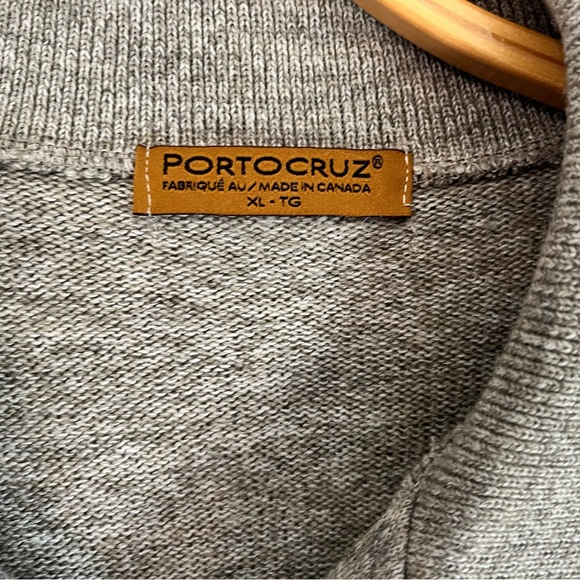 PORTOCRUZ®
FABRIQUÉ AU/MADE IN CANADA
XL - TG